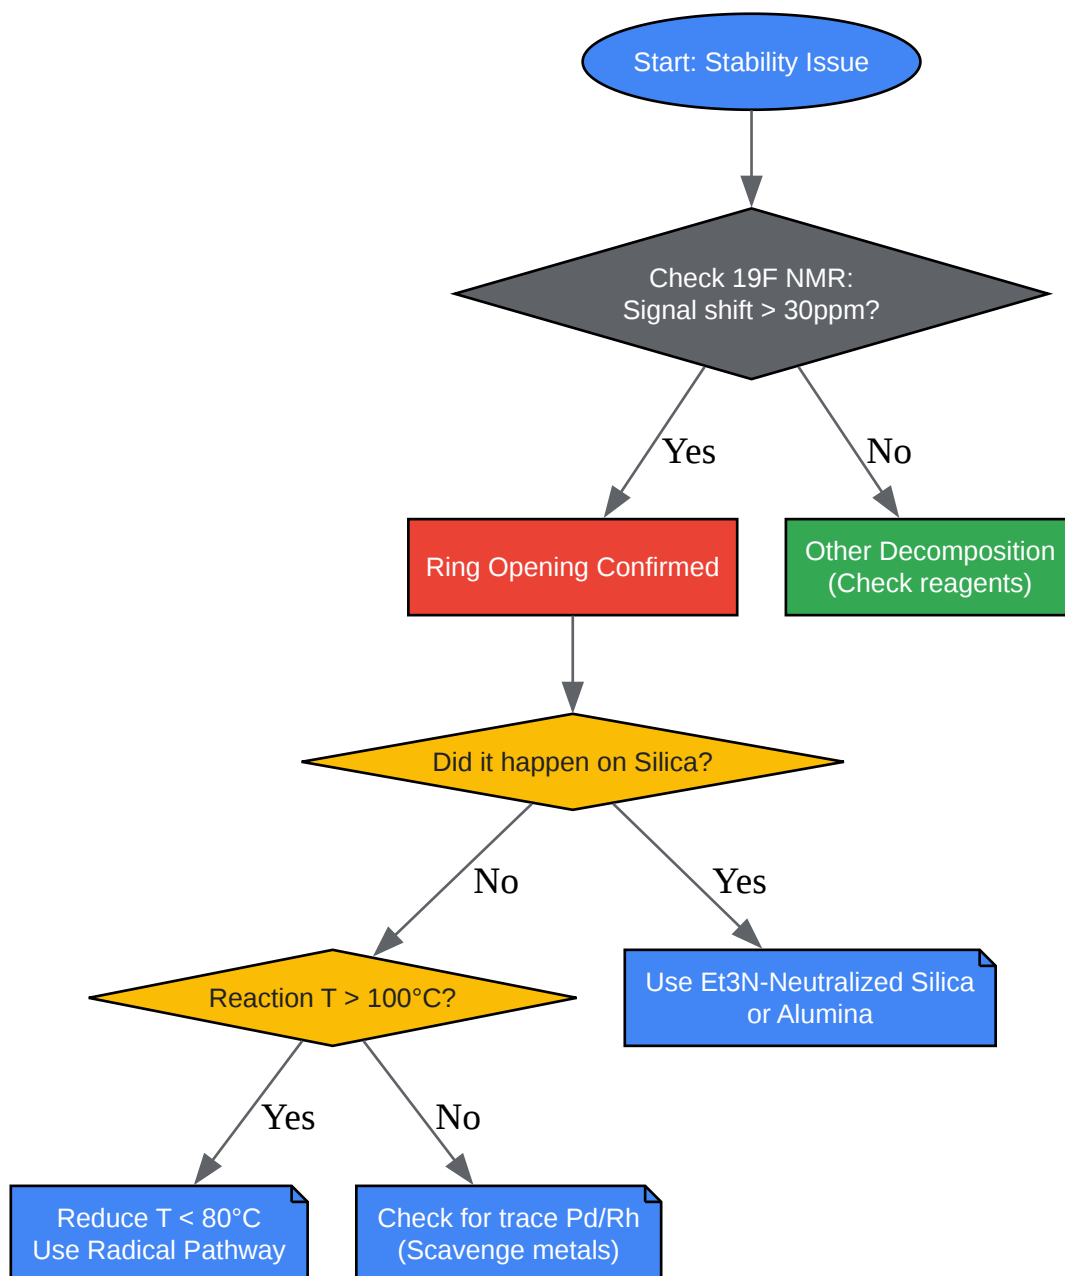 Start: Stability Issue
Check 19F NMR:
Signal shift > 30ppm?
Yes
No
Ring Opening Confirmed
Other Decomposition
(Check reagents)
Did it happen on Silica?
No
Yes
Reaction T > 100°C?
Use Et3N-Neutralized Silica
or Alumina
Yes
No
Reduce T < 80°C
Use Radical Pathway
Check for trace Pd/Rh
(Scavenge metals)